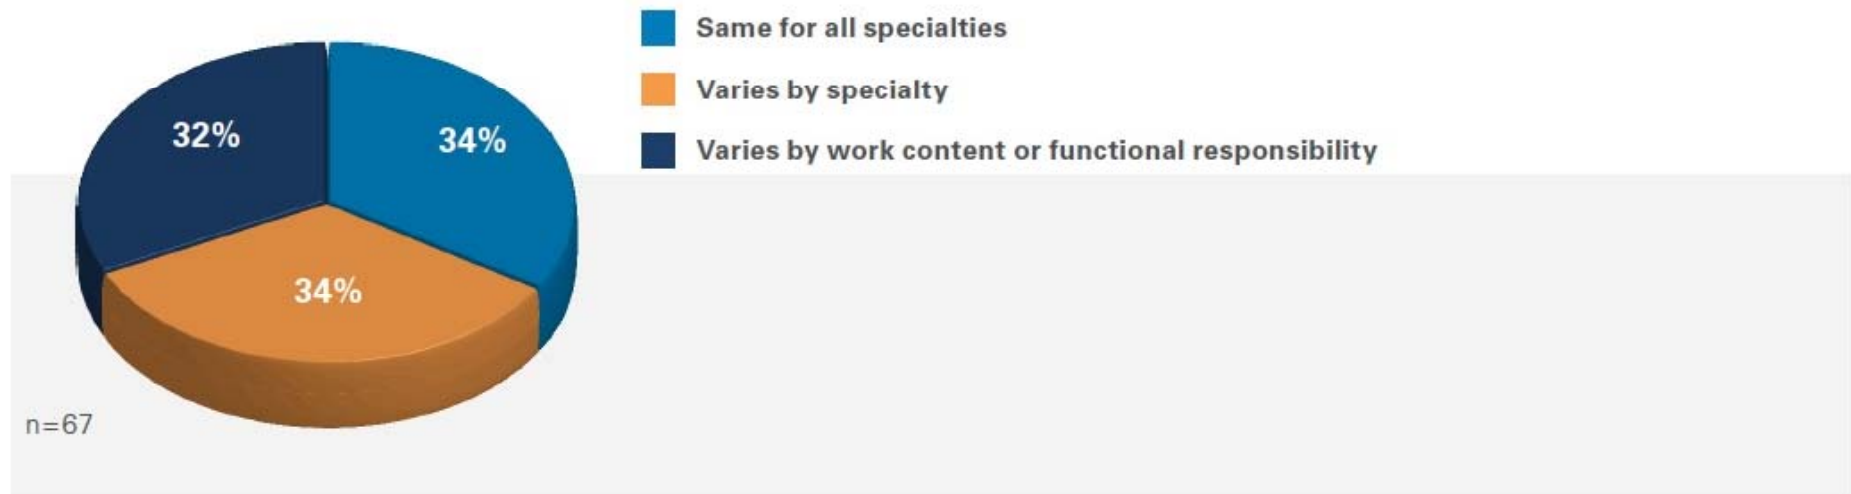 Same for all specialties
Varies by specialty
Varies by work content or functional responsibility
32%
34%
34%
n=67